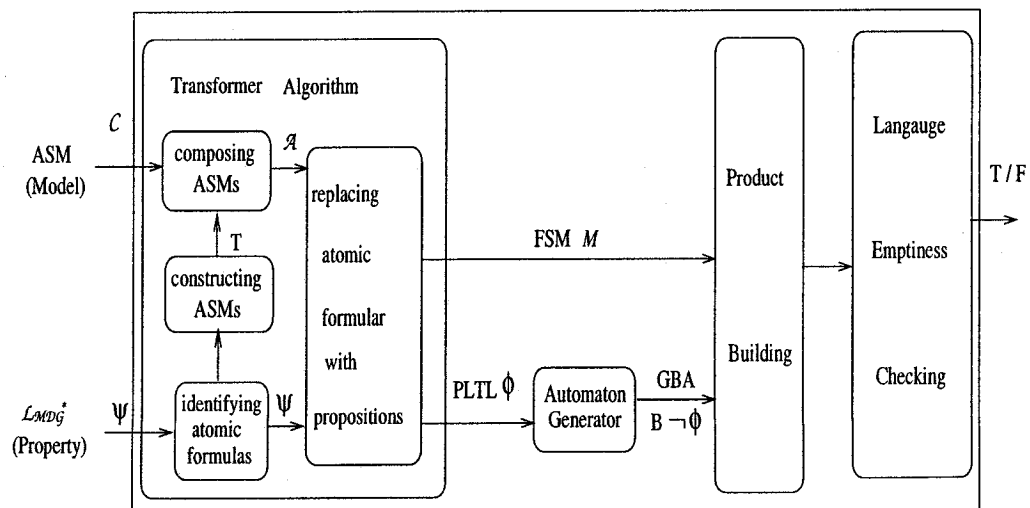 Transformer Algorithm
C
ASM
(Model)
composing
ASMs
A
T
constructing
ASMs
replacing
atomic
formular
with
propositions
L*MDG
(Property)
Ψ
identifying
atomic
formulas
Ψ
FSM M
PLTL ϕ
Automaton
Generator
GBA
B ¬ϕ
Product
Building
Langauge
Emptiness
Checking
T / F